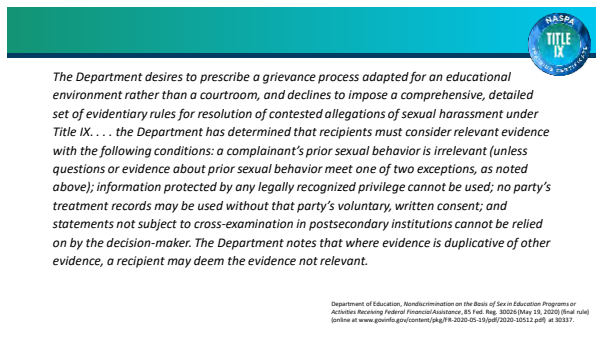 NASPA
TITLE
IX
The Department desires to prescribe a grievance process adapted for an educational
environment rather than a courtroom, and declines to impose a comprehensive, detailed
set of evidentiary rules for resolution of contested allegations of sexual harassment under
Title IX. . . . the Department has determined that recipients must consider relevant evidence
with the following conditions: a complainant’s prior sexual behavior is irrelevant (unless
questions or evidence about prior sexual behavior meet one of two exceptions, as noted
above); information protected by any legally recognized privilege cannot be used; no party’s
treatment records may be used without that party’s voluntary, written consent; and
statements not subject to cross-examination in postsecondary institutions cannot be relied
on by the decision-maker. The Department notes that where evidence is duplicative of other
evidence, a recipient may deem the evidence not relevant.
Department of Education, Nondiscrimination on the Basis of Sex in Education Programs or
Activities Receiving Federal Financial Assistance, 85 Fed. Reg. 30026 (May 19, 2020) (final rule)
(online at www.govinfo.gov/content/pkg/FR-2020-05-19/pdf/2020-10512.pdf) at 30337.